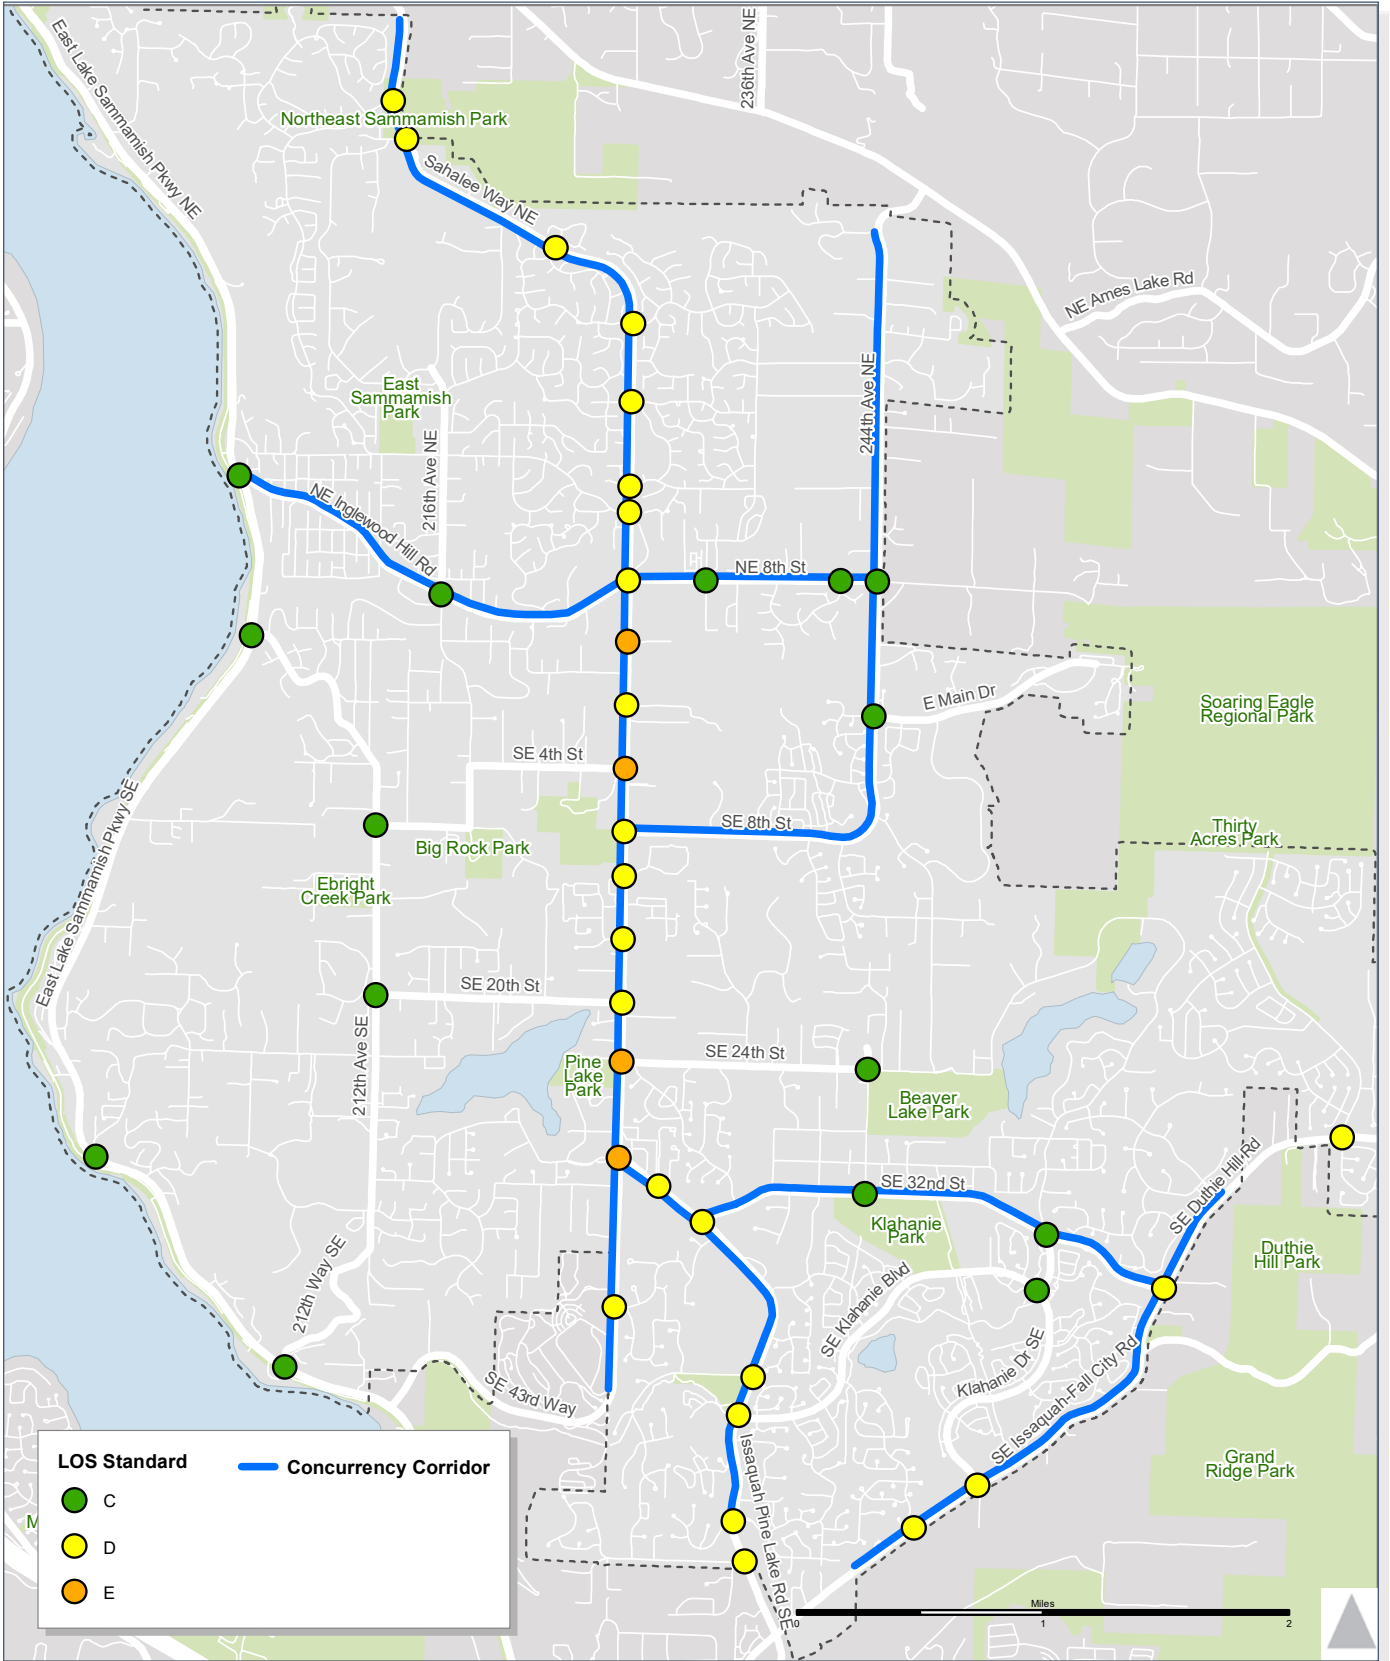 236th Ave NE
East Lake Sammamish Pkwy NE
Northeast Sammamish Park
Sahalee Way NE
NE Ames Lake Rd
244th Ave NE
East
Sammamish
Park
216th Ave NE
NE Inglewood Hill Rd
NE 8th St
E Main Dr
Soaring Eagle
Regional Park
SE 4th St
SE 8th St
Thirty
Acres Park
East Lake Sammamish Pkwy SE
Big Rock Park
Ebright
Creek Park
SE 20th St
212th Ave SE
SE 24th St
Pine
Lake
Park
Beaver
Lake Park
SE Duthie Hill Rd
SE 32nd St
Klahanie
Park
Duthie
Hill Park
212th Way SE
SE Klahanie Blvd
Klahanie Dr SE
SE 43rd Way
SE Issaquah-Fall City Rd
Issaquah Pine Lake Rd SE
Grand
Ridge Park
M
LOS Standard
Concurrency Corridor
C
D
E
Miles
0 1 2